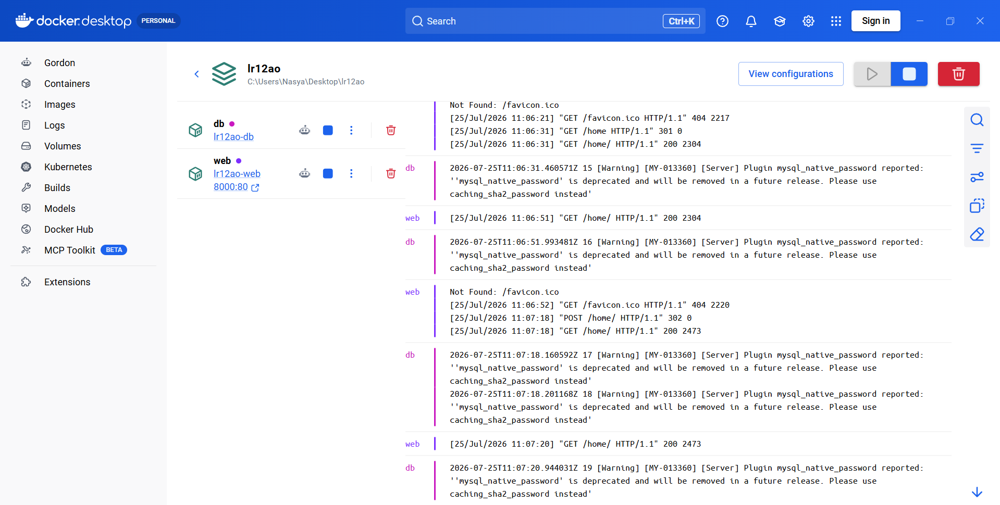 docker.desktop PERSONAL
Search Ctrl+K
Sign in
Gordon
Containers
Images
Logs
Volumes
Kubernetes
Builds
Models
Docker Hub
MCP Toolkit BETA
Extensions
lr12ao
C:\Users\Nasya\Desktop\lr12ao
View configurations
db
lr12ao-db
web
lr12ao-web
8000:80
Not Found: /favicon.ico
[25/Jul/2026 11:06:21] "GET /favicon.ico HTTP/1.1" 404 2217
[25/Jul/2026 11:06:31] "GET /home HTTP/1.1" 301 0
[25/Jul/2026 11:06:31] "GET /home/ HTTP/1.1" 200 2304
db 2026-07-25T11:06:31.460571Z 15 [Warning] [MY-013360] [Server] Plugin mysql_native_password reported:
''mysql_native_password' is deprecated and will be removed in a future release. Please use
caching_sha2_password instead'
web [25/Jul/2026 11:06:51] "GET /home/ HTTP/1.1" 200 2304
db 2026-07-25T11:06:51.993481Z 16 [Warning] [MY-013360] [Server] Plugin mysql_native_password reported:
''mysql_native_password' is deprecated and will be removed in a future release. Please use
caching_sha2_password instead'
web Not Found: /favicon.ico
[25/Jul/2026 11:06:52] "GET /favicon.ico HTTP/1.1" 404 2220
[25/Jul/2026 11:07:18] "POST /home/ HTTP/1.1" 302 0
[25/Jul/2026 11:07:18] "GET /home/ HTTP/1.1" 200 2473
db 2026-07-25T11:07:18.160592Z 17 [Warning] [MY-013360] [Server] Plugin mysql_native_password reported:
''mysql_native_password' is deprecated and will be removed in a future release. Please use
caching_sha2_password instead'
2026-07-25T11:07:18.201168Z 18 [Warning] [MY-013360] [Server] Plugin mysql_native_password reported:
''mysql_native_password' is deprecated and will be removed in a future release. Please use
caching_sha2_password instead'
web [25/Jul/2026 11:07:20] "GET /home/ HTTP/1.1" 200 2473
db 2026-07-25T11:07:20.944031Z 19 [Warning] [MY-013360] [Server] Plugin mysql_native_password reported:
''mysql_native_password' is deprecated and will be removed in a future release. Please use
caching_sha2_password instead'